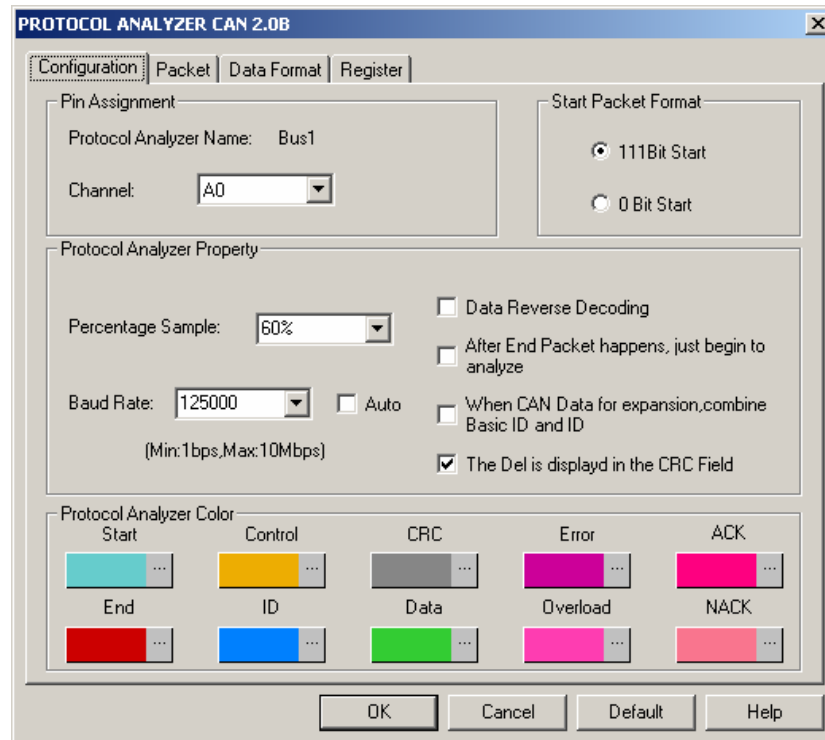 PROTOCOL ANALYZER CAN 2.0B
Configuration Packet Data Format Register
Pin Assignment
Protocol Analyzer Name: Bus1
Channel: A0
Start Packet Format
111Bit Start
0 Bit Start
Protocol Analyzer Property
Percentage Sample: 60%
Baud Rate: 125000 Auto
(Min:1bps,Max:10Mbps)
Data Reverse Decoding
After End Packet happens, just begin to
analyze
When CAN Data for expansion,combine
Basic ID and ID
The Del is displayd in the CRC Field
Protocol Analyzer Color
Start Control CRC Error ACK
... ... ... ... ...
End ID Data Overload NACK
... ... ... ... ...
OK Cancel Default Help